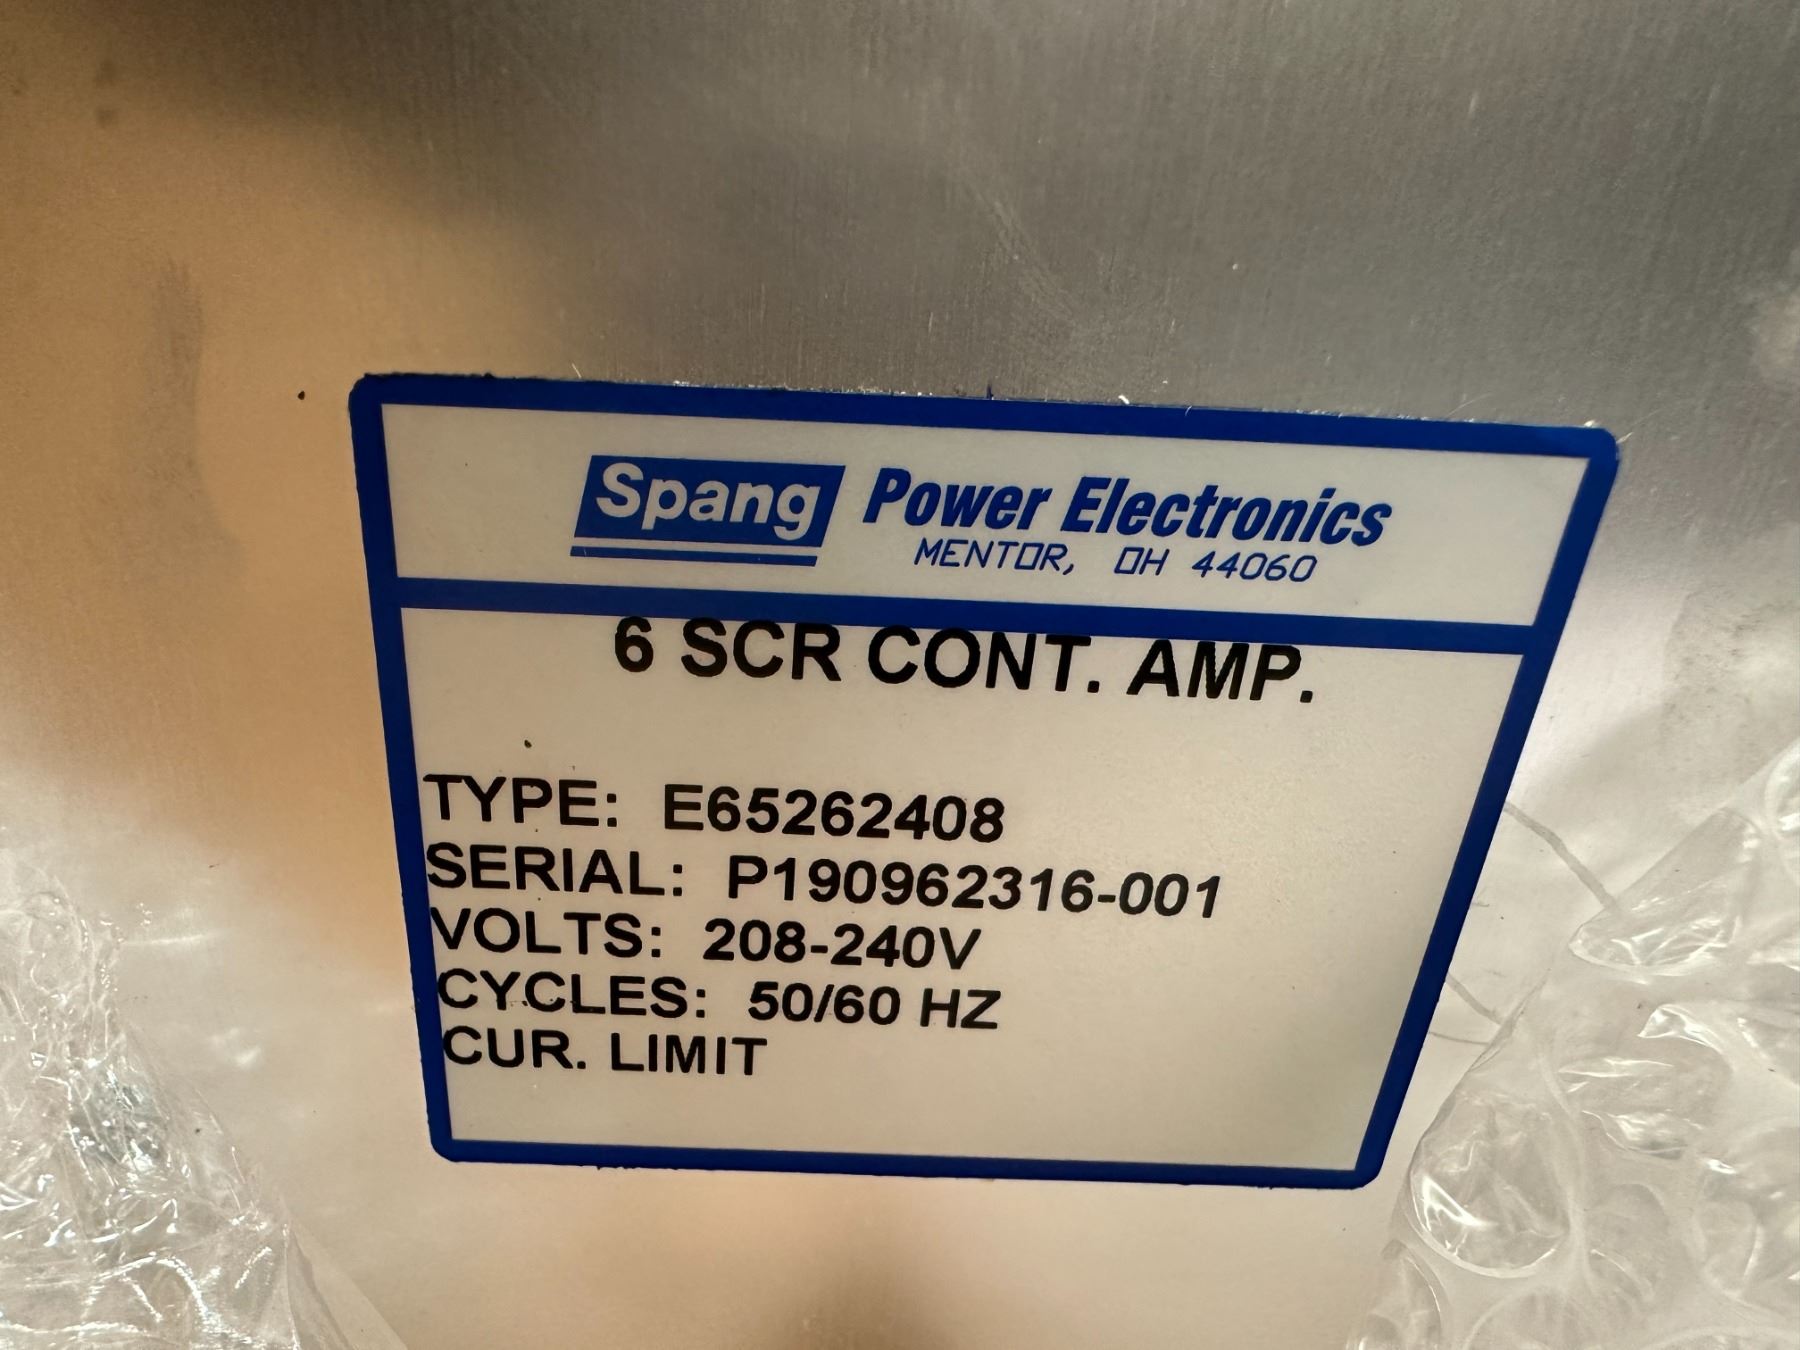 Spang Power Electronics
MENTOR, OH 44060
6 SCR CONT. AMP.
TYPE: E65262408
SERIAL: P190962316-001
VOLTS: 208-240V
CYCLES: 50/60 HZ
CUR. LIMIT